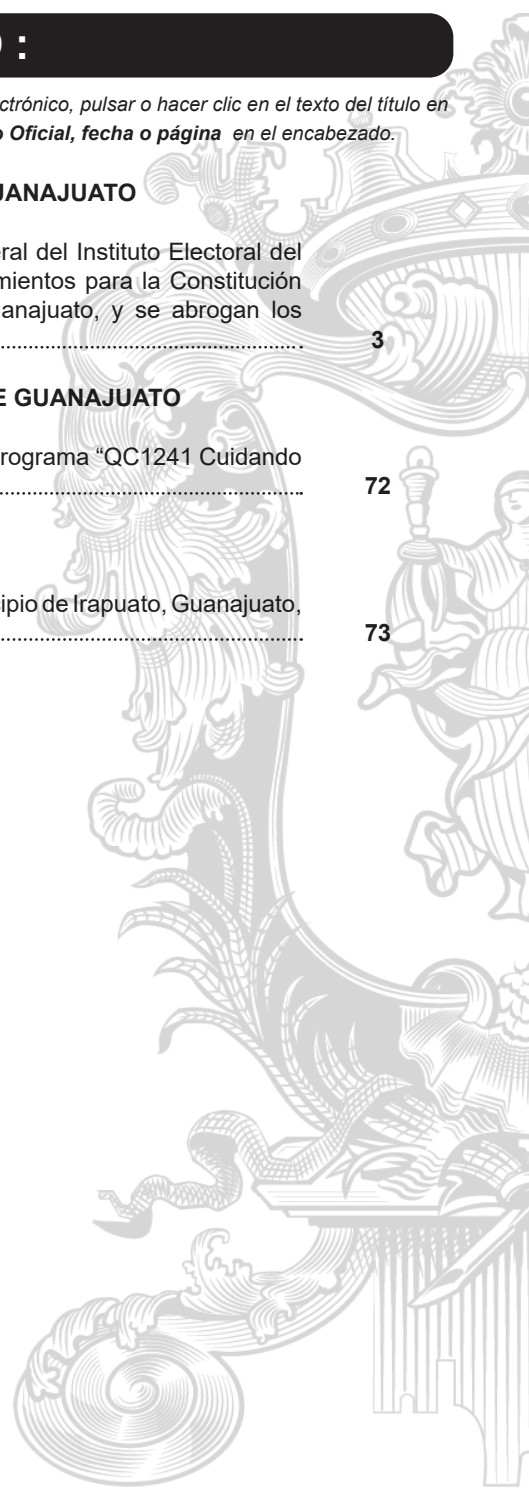 :
ctrónico, pulsar o hacer clic en el texto del título en
o Oficial, fecha o página en el encabezado.
UANAJUATO
eral del Instituto Electoral del
mientos para la Constitución
anajuato, y se abrogan los
3
E GUANAJUATO
rograma “QC1241 Cuidando
72
ipio de Irapuato, Guanajuato,
73